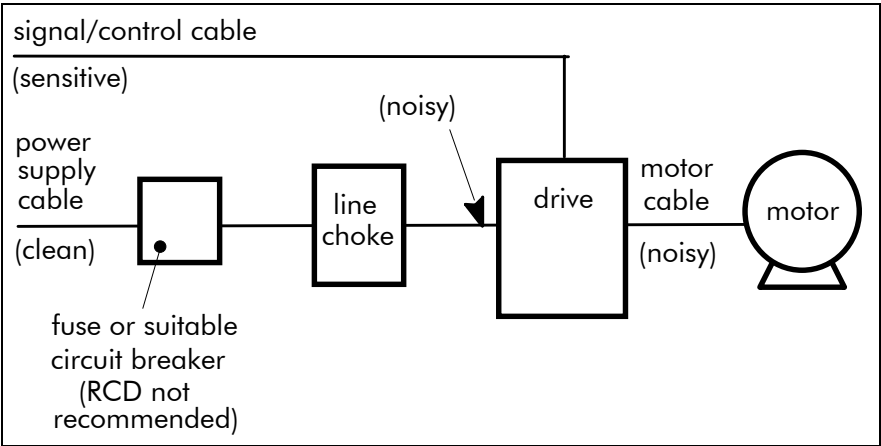 signal/control cable
(sensitive)
(noisy)
power
supply
cable
(clean)
line
choke
drive
motor
cable
(noisy)
motor
fuse or suitable
circuit breaker
(RCD not
recommended)